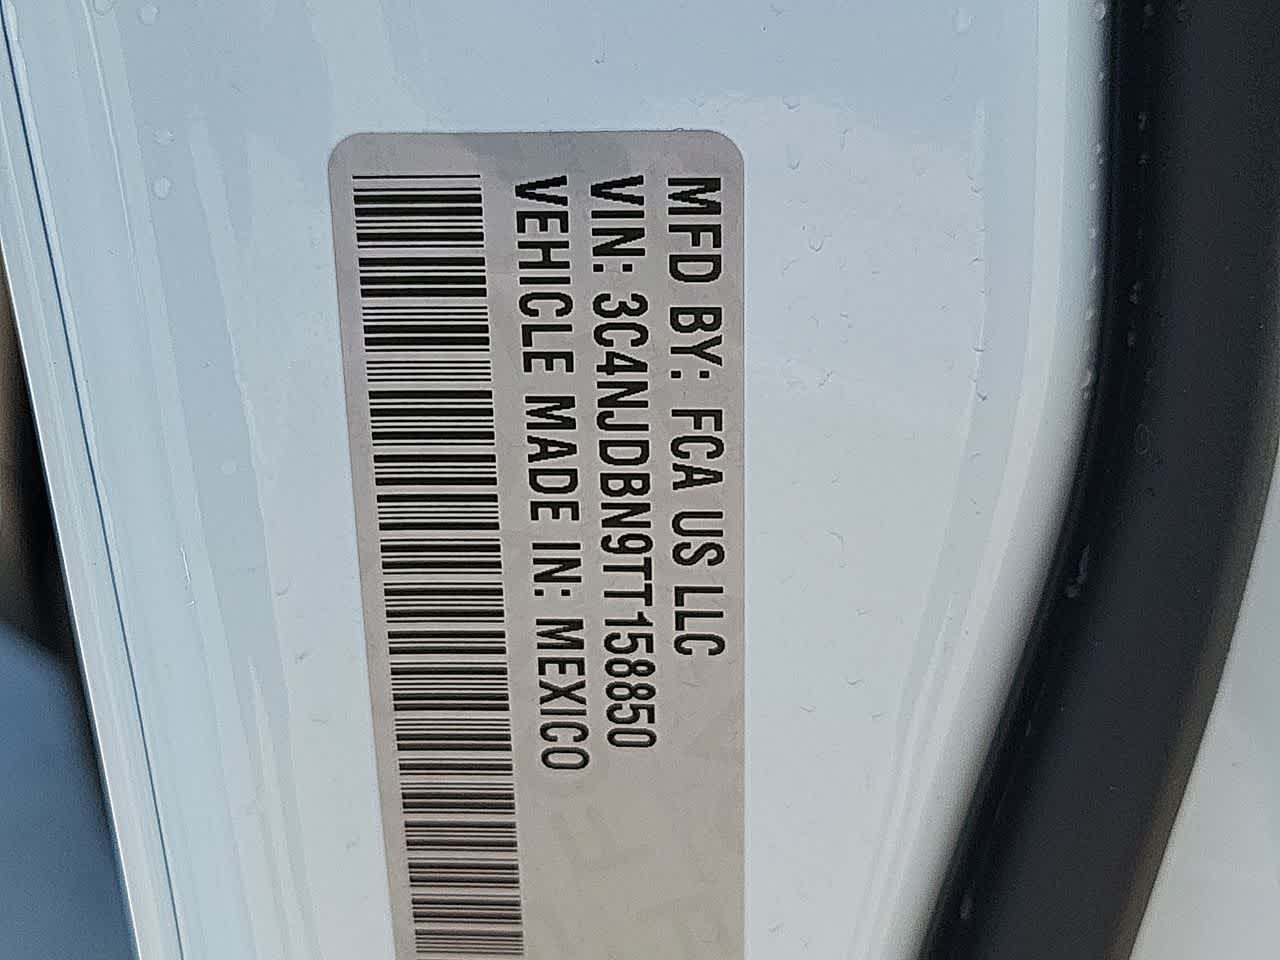 MFD BY: FCA US LLC
VIN: 3C4NJDBN9TT158850
VEHICLE MADE IN: MEXICO